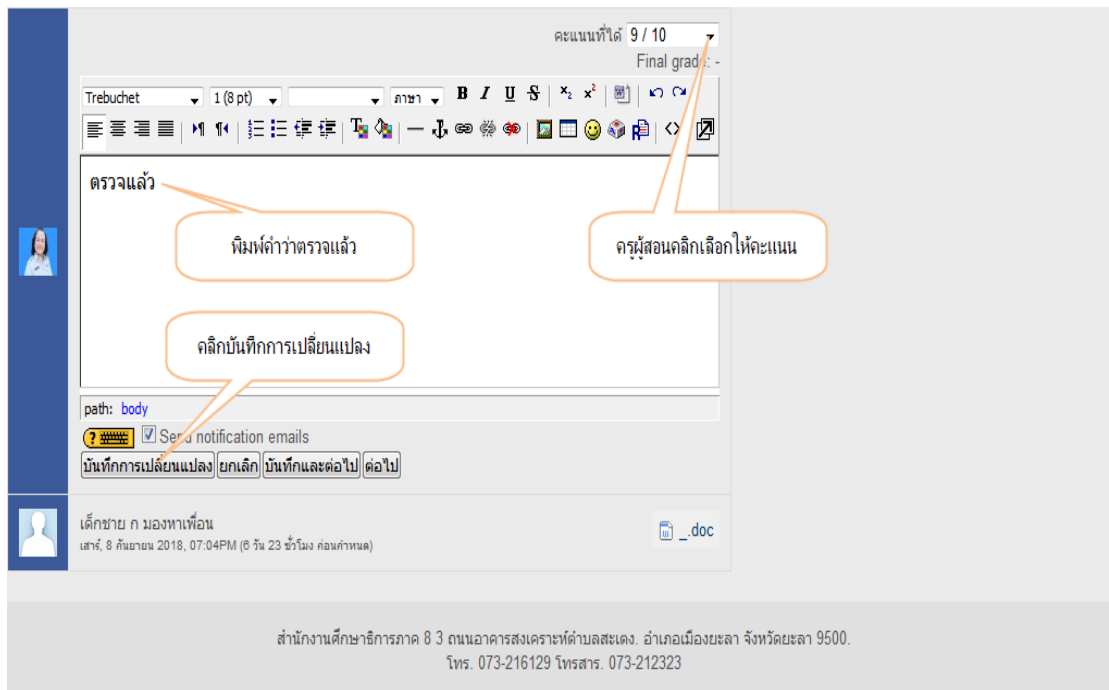 คะแนนที่ได้ 9 / 10
Final grade: -
Trebuchet 1 (8 pt) ภาษา B I U S x₂ x²
ตรวจแล้ว
พิมพ์คำว่าตรวจแล้ว
ครูผู้สอนคลิกเลือกให้คะแนน
คลิกบันทึกการเปลี่ยนแปลง
path: body
Send notification emails
บันทึกการเปลี่ยนแปลง ยกเลิก บันทึกและต่อไป ต่อไป
เด็กชาย ก มองหาเพื่อน
_.doc
เสาร์, 8 กันยายน 2018, 07:04PM (6 วัน 23 ชั่วโมง ก่อนกำหนด)
สำนักงานศึกษาธิการภาค 8 3 ถนนอาคารสงเคราะห์ตำบลสะเตง. อำเภอเมืองยะลา จังหวัดยะลา 9500.
โทร. 073-216129 โทรสาร. 073-212323